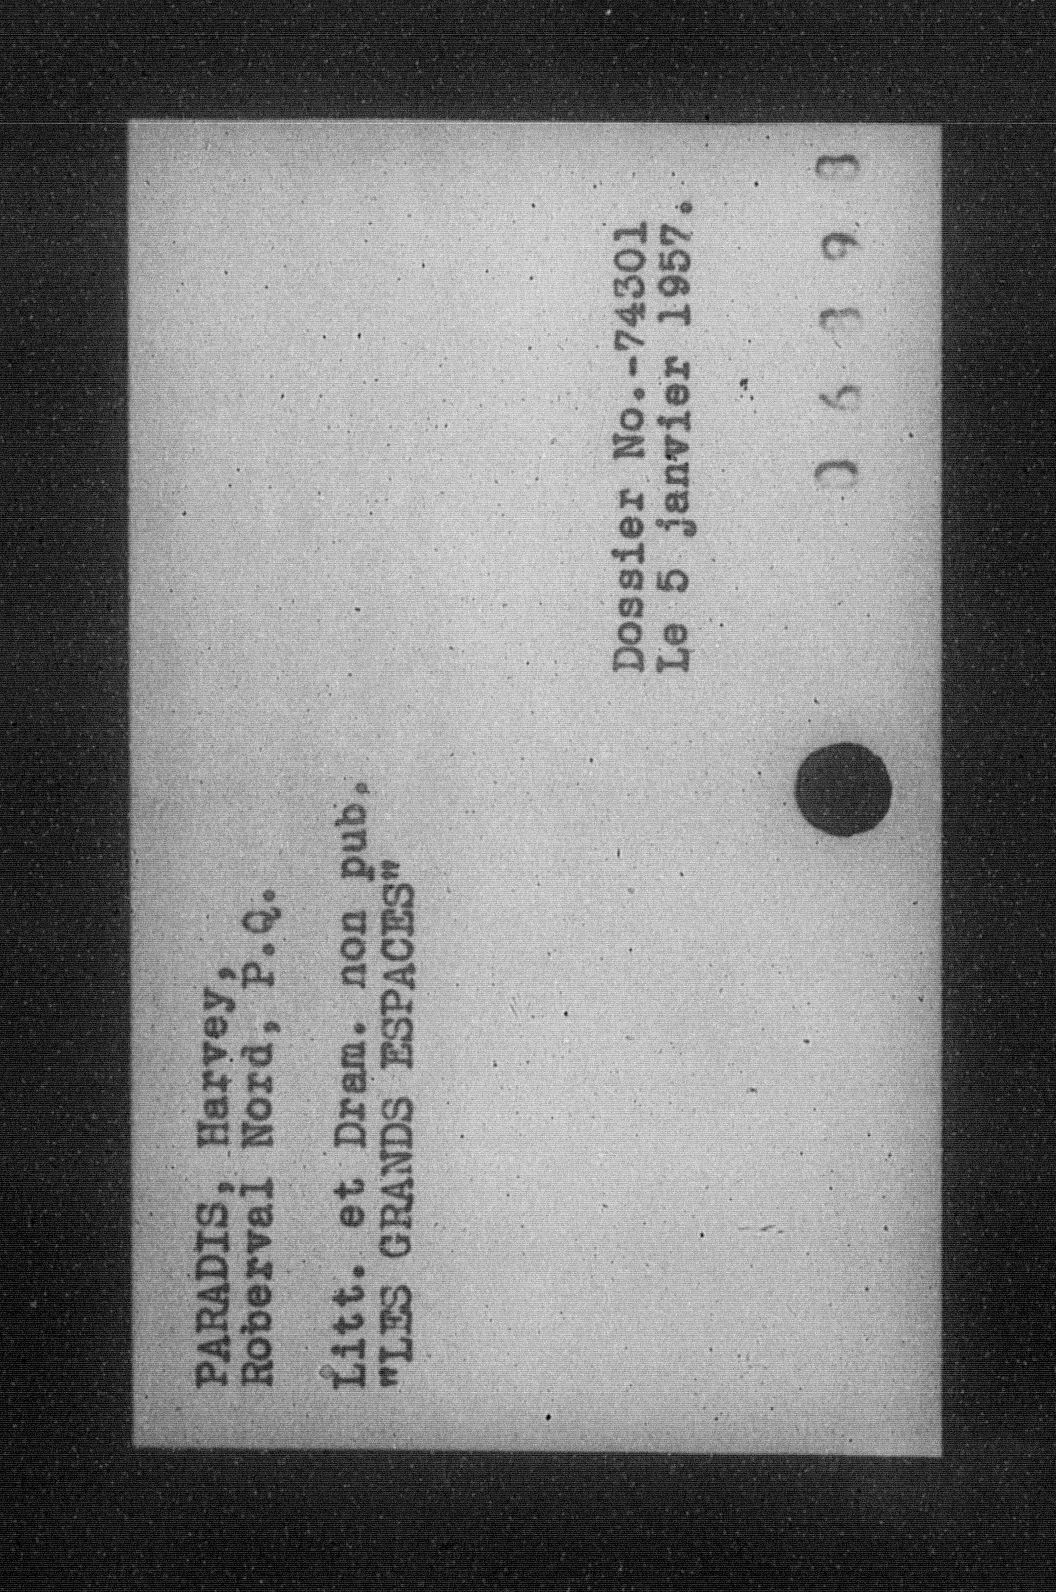 PARADIS, Harvey,
Roberval Nord, P.Q.
Litt. et Dram. non pub.
"LES GRANDS ESPACES"
Dossier No.-74301
Le 5 janvier 1957.